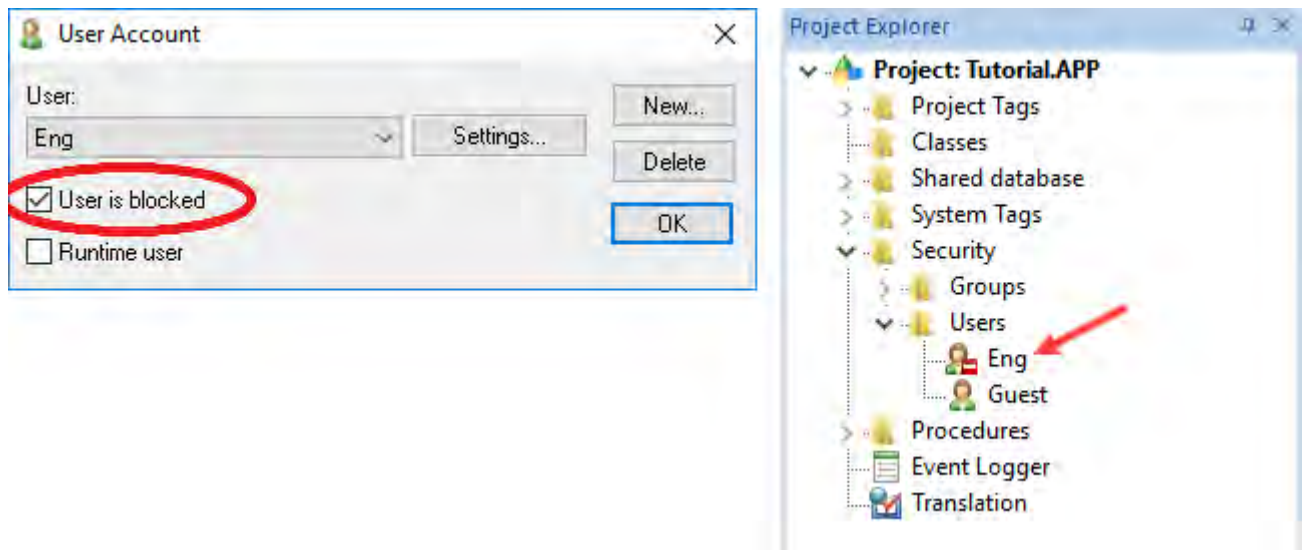 User Account
User:
Eng
Settings...
New...
Delete
OK
User is blocked
Runtime user
Project Explorer
Project: Tutorial.APP
Project Tags
Classes
Shared database
System Tags
Security
Groups
Users
Eng
Guest
Procedures
Event Logger
Translation